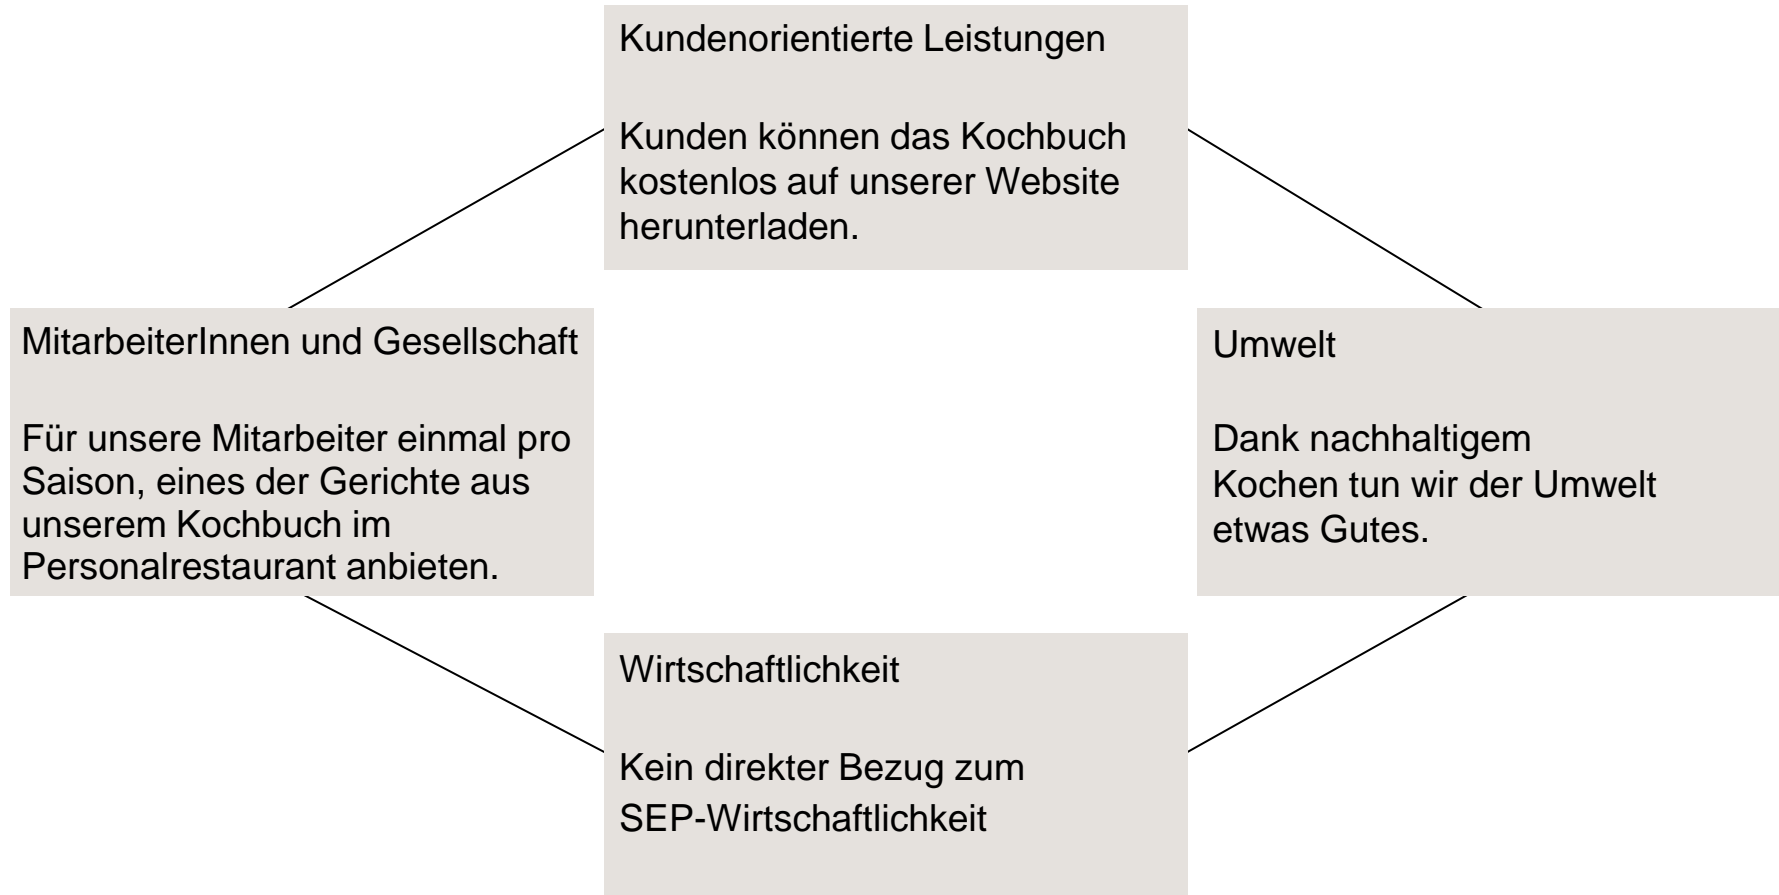 Kundenorientierte Leistungen
Kunden können das Kochbuch
kostenlos auf unserer Website
herunterladen.
MitarbeiterInnen und Gesellschaft
Für unsere Mitarbeiter einmal pro
Saison, eines der Gerichte aus
unserem Kochbuch im
Personalrestaurant anbieten.
Umwelt
Dank nachhaltigem
Kochen tun wir der Umwelt
etwas Gutes.
Wirtschaftlichkeit
Kein direkter Bezug zum
SEP-Wirtschaftlichkeit